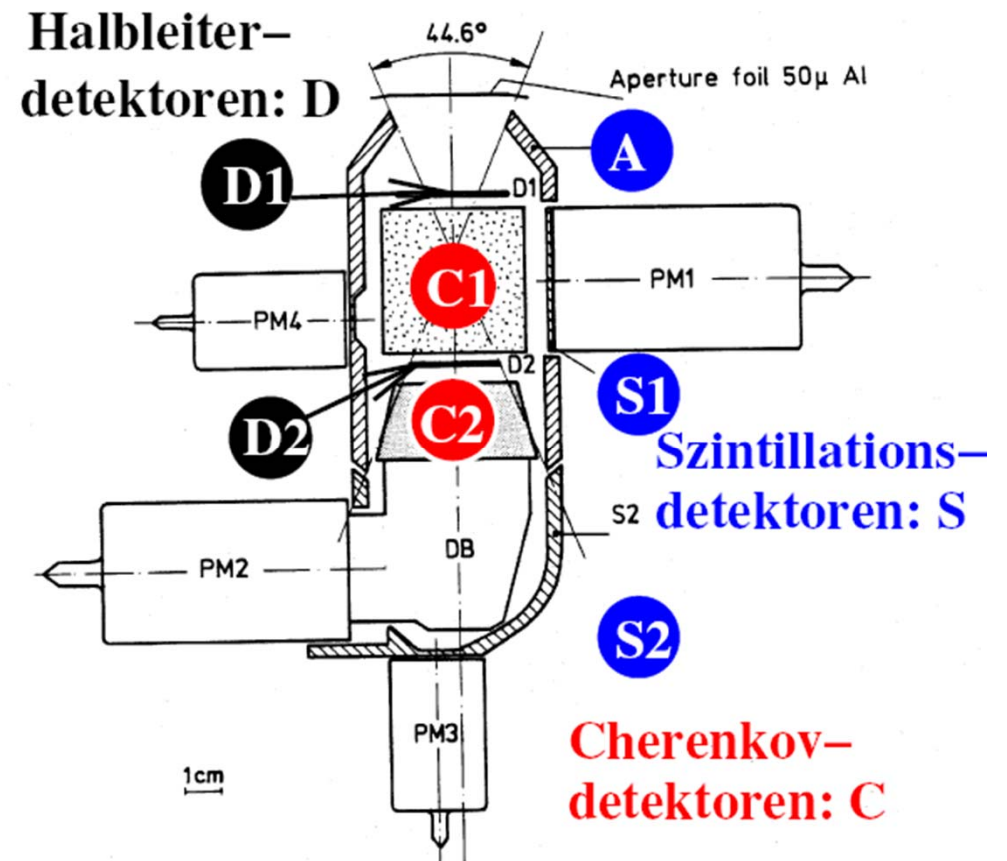 Halbleiter–
detektoren: D
44.6°
Aperture foil 50μ Al
A
D1
D1
C1
PM1
PM4
D2
S1
D2
C2
Szintillations–
detektoren: S
S2
DB
PM2
S2
PM3
Cherenkov–
detektoren: C
1cm